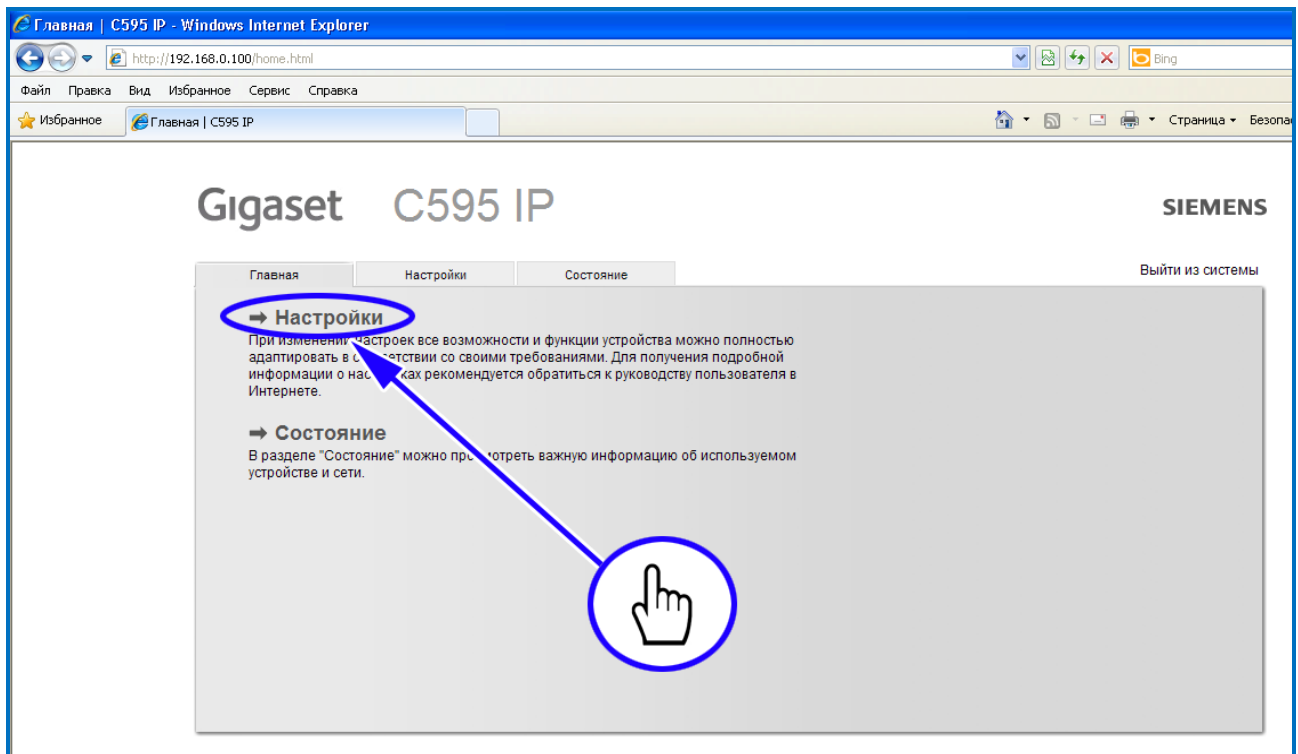 Главная | C595 IP - Windows Internet Explorer
http://192.168.0.100/home.html
Bing
Файл Правка Вид Избранное Сервис Справка
Избранное Главная | C595 IP Страница
Gigaset C595 IP
SIEMENS
Главная Настройки Состояние Выйти из системы
Настройки
При изменении настроек все возможности и функции устройства можно полностью
адаптировать в со своими требованиями. Для получения подробной
информации о рекомендуется обратиться к руководству пользователя в
Интернете.
Состояние
В разделе "Состояние" можно просмотреть важную информацию об используемом
устройстве и сети.